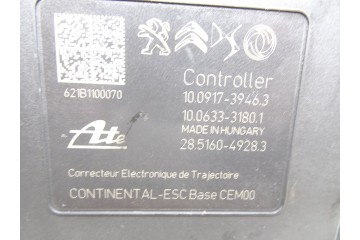 Controller
621B1100070
10.0917-3946.3
10.0633-3180.1
MADE IN HUNGARY
Ate
28.5160-4928.3
Correcteur Electronique de Trajectoire
CONTINENTAL-ESC Base CEM00